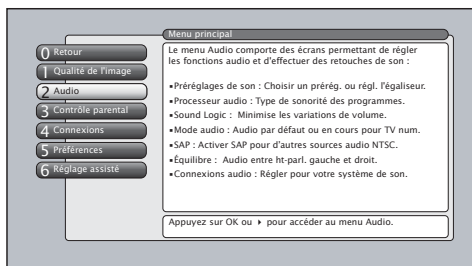 Menu principal
0 Retour
1 Qualité de l'image
2 Audio
3 Contrôle parental
4 Connexions
5 Préférences
6 Réglage assisté
Le menu Audio comporte des écrans permettant de régler
les fonctions audio et d'effectuer des retouches de son :
▪Préréglages de son : Choisir un prérég. ou régl. l'égaliseur.
▪Processeur audio : Type de sonorité des programmes.
▪Sound Logic : Minimise les variations de volume.
▪Mode audio : Audio par défaut ou en cours pour TV num.
▪SAP : Activer SAP pour d'autres sources audio NTSC.
▪Équilibre : Audio entre ht-parl. gauche et droit.
▪Connexions audio : Régler pour votre système de son.
Appuyez sur OK ou ▸ pour accéder au menu Audio.